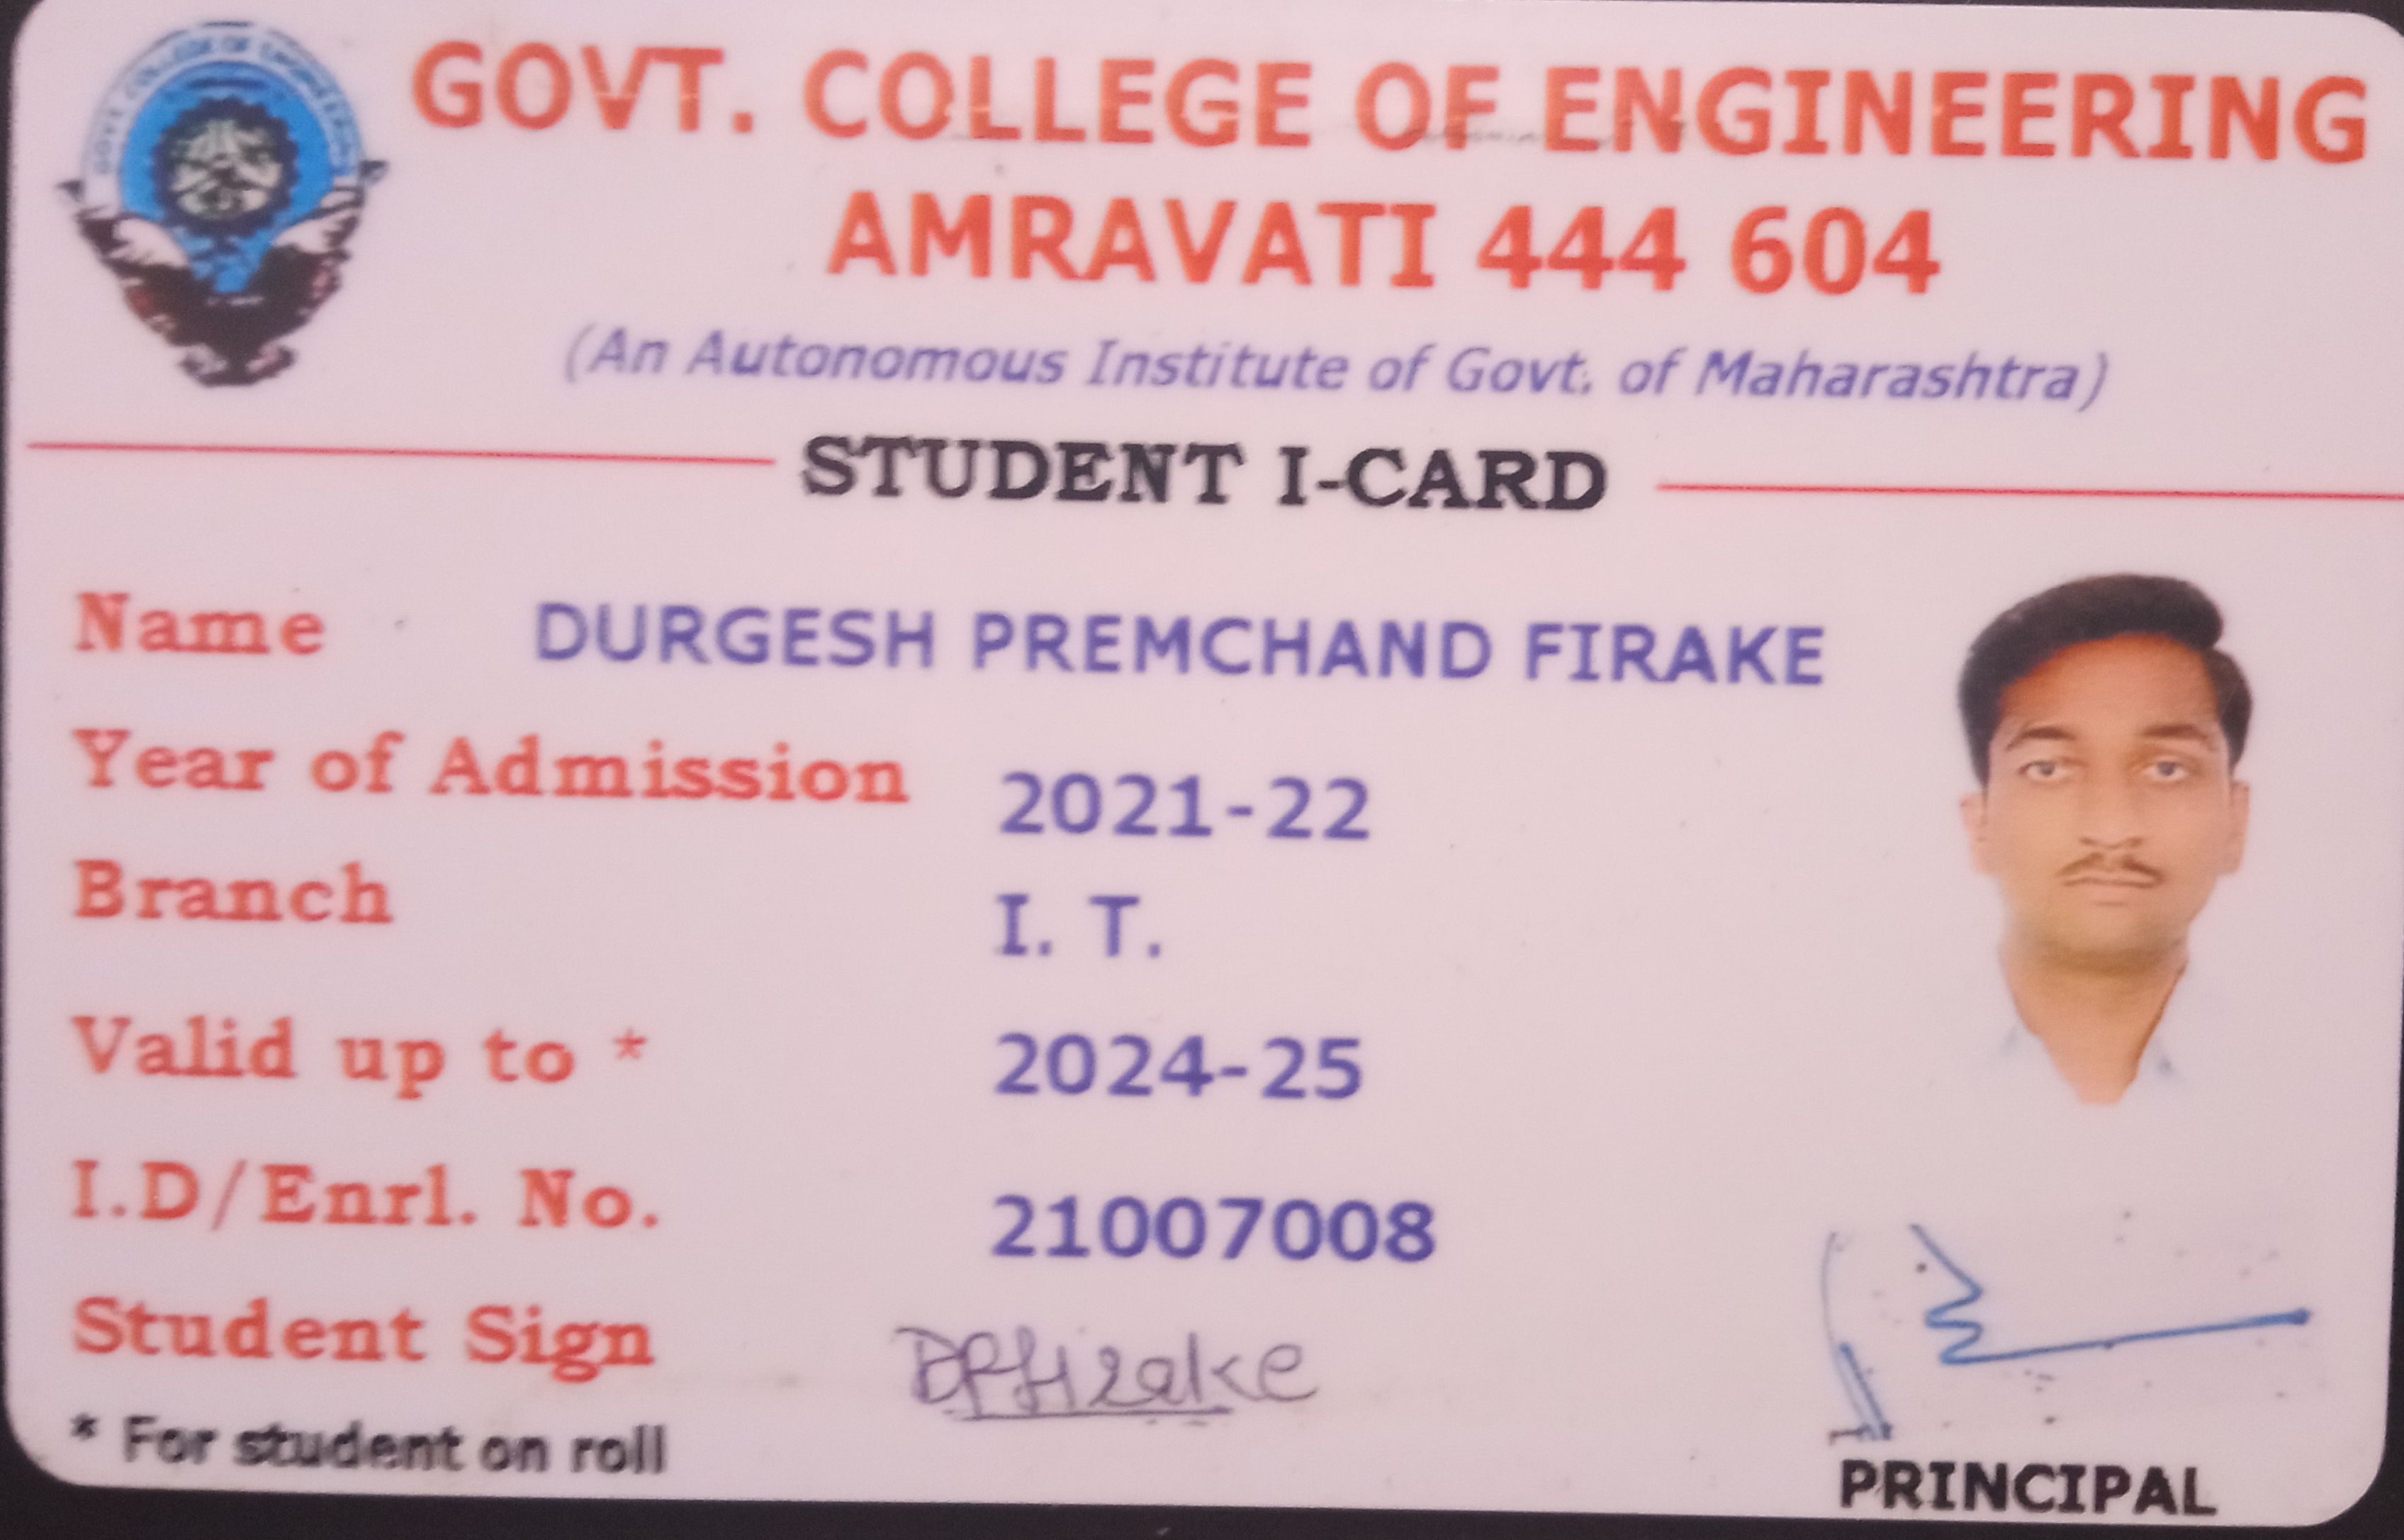 GOVT. COLLEGE OF ENGINEERING
AMRAVATI 444 604
(An Autonomous Institute of Govt. of Maharashtra)
STUDENT I-CARD
Name DURGESH PREMCHAND FIRAKE
Year of Admission 2021-22
Branch I. T.
Valid up to * 2024-25
I.D/Enrl. No. 21007008
Student Sign DPFirake
* For student on roll
PRINCIPAL